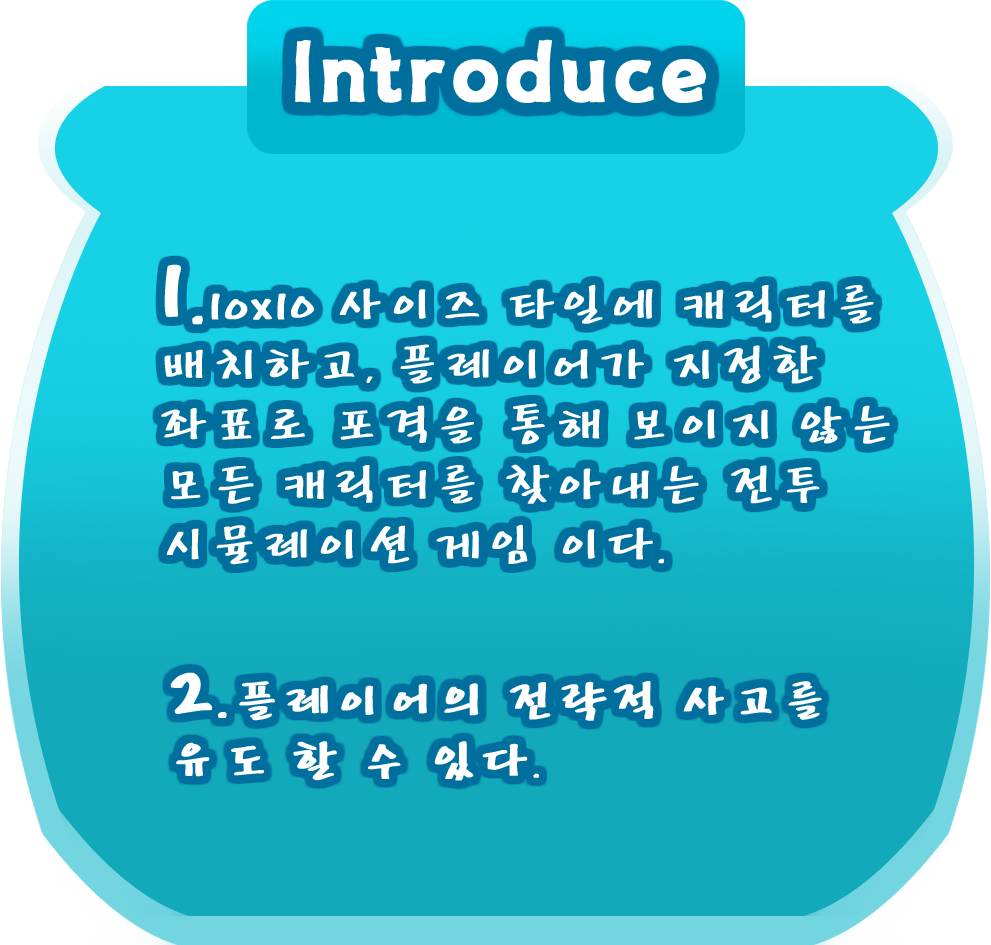 Introduce
1.10x10 사이즈 타일에 캐릭터를
배치하고, 플레이어가 지정한
좌표로 포격을 통해 보이지 않는
모든 캐릭터를 찾아내는 전투
시뮬레이션 게임 이다.
2.플레이어의 전략적 사고를
유도 할 수 있다.